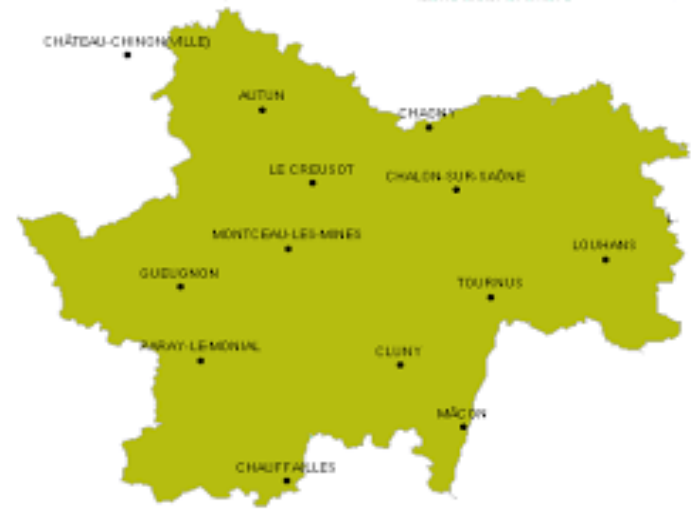 CHÂTEAU-CHINON(VILLE)
AUTUN
CHAGNY
LE CREUSOT
CHALON-SUR-SAÔNE
MONTCEAU-LES-MINES
LOUHANS
GUEUGNON
TOURNUS
PARAY-LE-MONIAL
CLUNY
MÂCON
CHAUFFAILLES